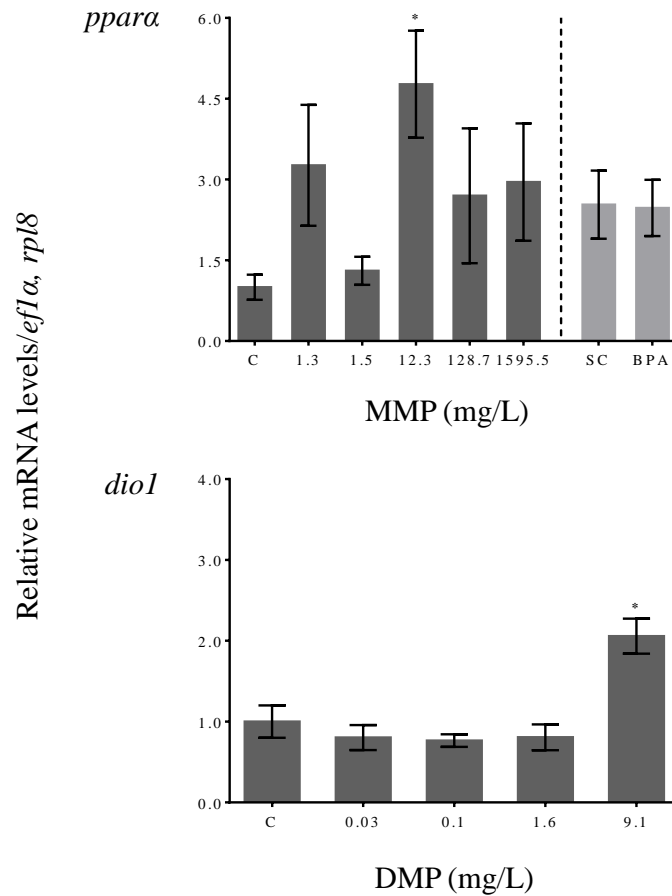 Relative mRNA levels/ef1α, rpl8
pparα
*
6.0
4.5
3.0
1.5
0.0
C 1.3 1.5 12.3 128.7 1595.5 SC BPA
MMP (mg/L)
dio1
4.0
3.0
*
2.0
1.0
0.0
C 0.03 0.1 1.6 9.1
DMP (mg/L)